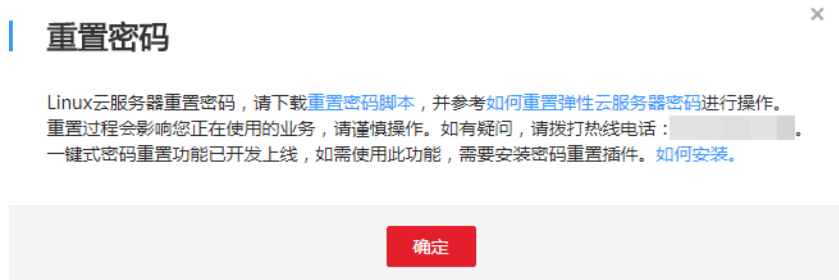 重置密码
×
Linux云服务器重置密码，请下载重置密码脚本，并参考如何重置弹性云服务器密码进行操作。
重置过程会影响您正在使用的业务，请谨慎操作。如有疑问，请拨打热线电话：。
一键式密码重置功能已开发上线，如需使用此功能，需要安装密码重置插件。如何安装。
确定